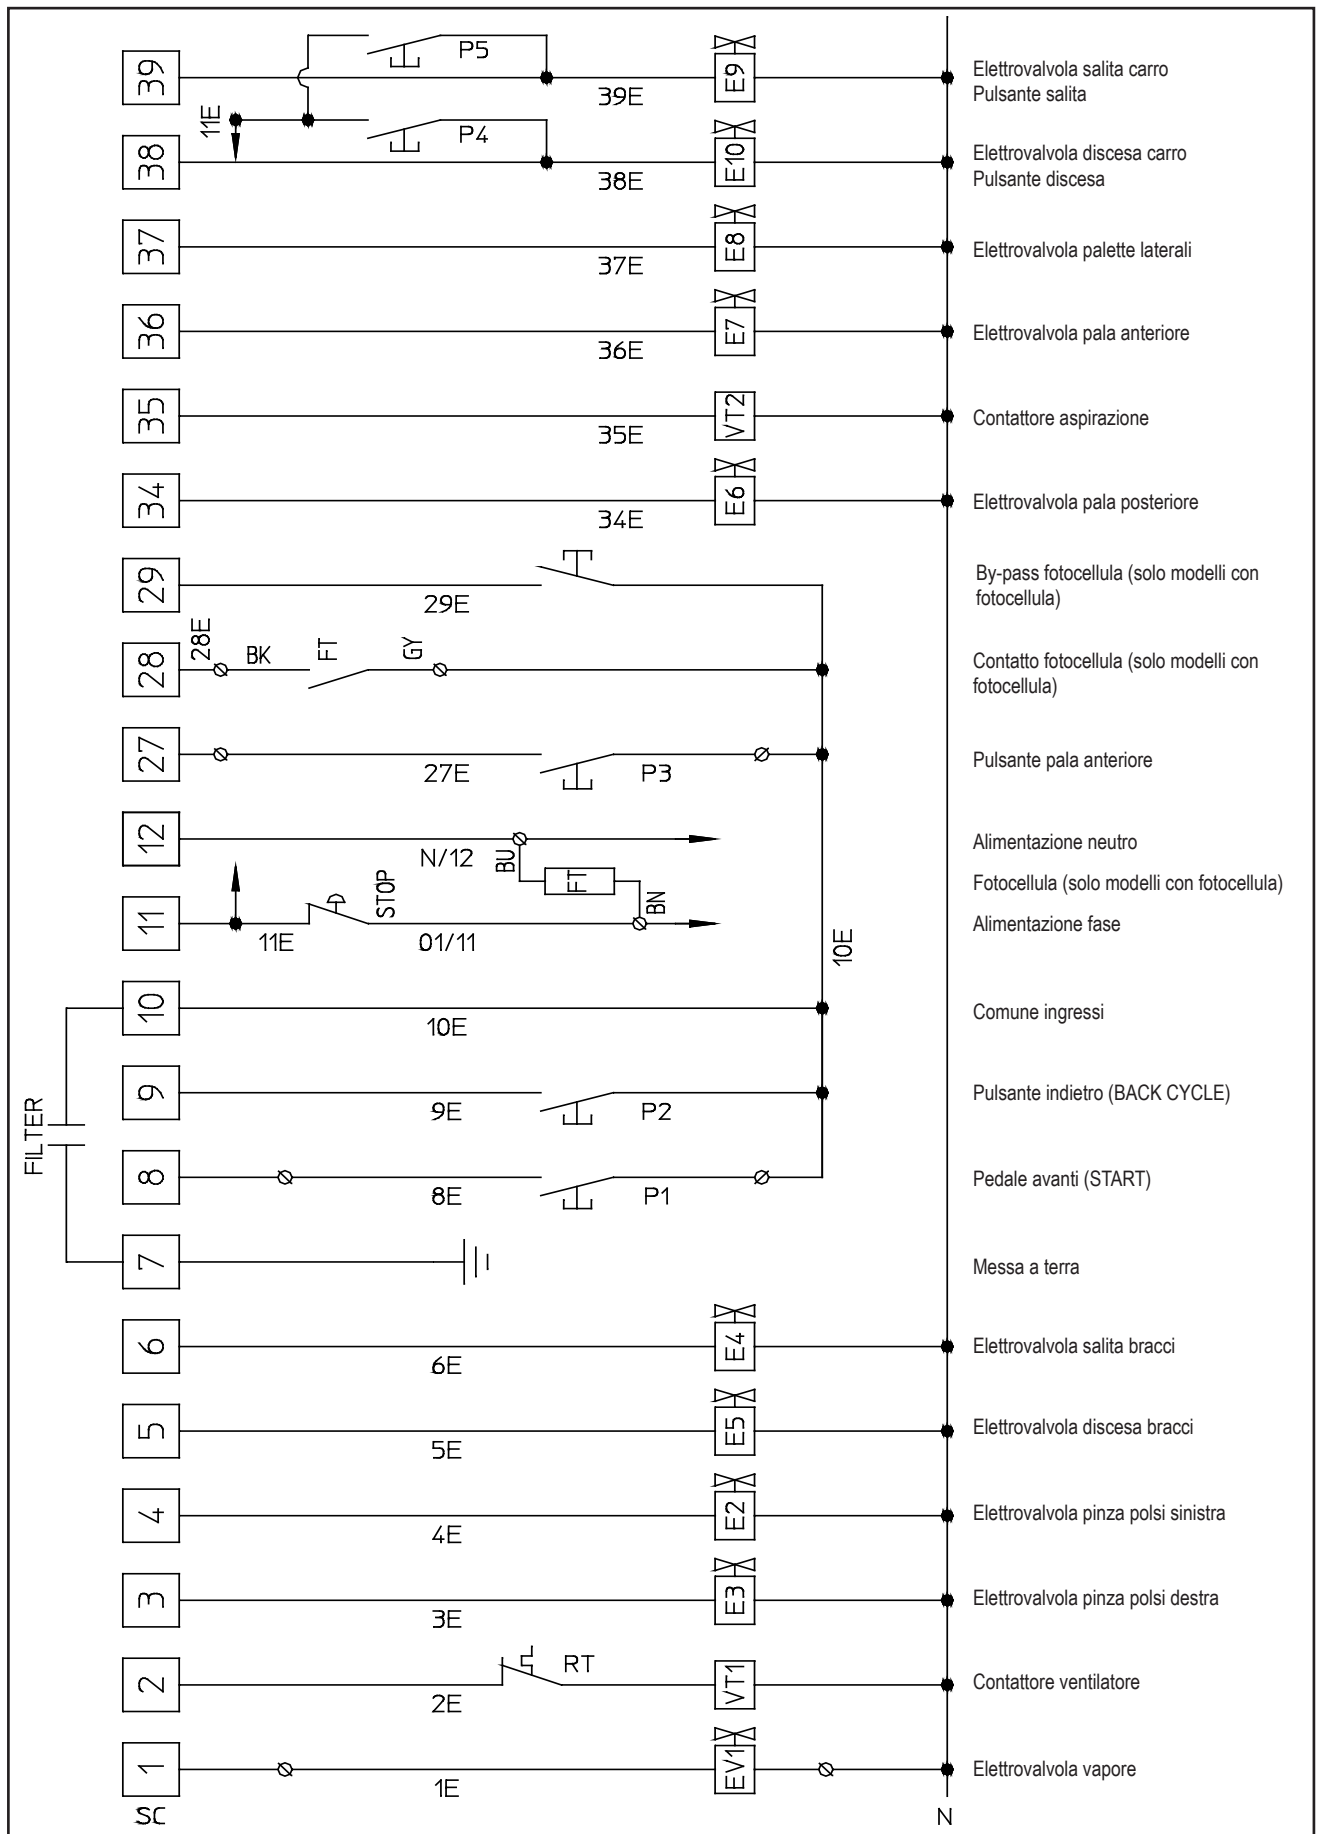 39
P5
39E
E9
Elettrovalvola salita carro
Pulsante salita
11E
38
P4
38E
E10
Elettrovalvola discesa carro
Pulsante discesa
37
37E
E8
Elettrovalvola palette laterali
36
36E
E7
Elettrovalvola pala anteriore
35
35E
VT2
Contattore aspirazione
34
34E
E6
Elettrovalvola pala posteriore
29
29E
By-pass fotocellula (solo modelli con
fotocellula)
28
28E
BK
FT
GY
Contatto fotocellula (solo modelli con
fotocellula)
27
27E
P3
Pulsante pala anteriore
12
N/12
BU
Alimentazione neutro
FT
Fotocellula (solo modelli con fotocellula)
11
11E
STOP
01/11
BN
Alimentazione fase
10E
10
10E
Comune ingressi
FILTER
9
9E
P2
Pulsante indietro (BACK CYCLE)
8
8E
P1
Pedale avanti (START)
7
Messa a terra
6
6E
E4
Elettrovalvola salita bracci
5
5E
E5
Elettrovalvola discesa bracci
4
4E
E2
Elettrovalvola pinza polsi sinistra
3
3E
E3
Elettrovalvola pinza polsi destra
2
2E
RT
VT1
Contattore ventilatore
1
1E
EV1
Elettrovalvola vapore
SC
N